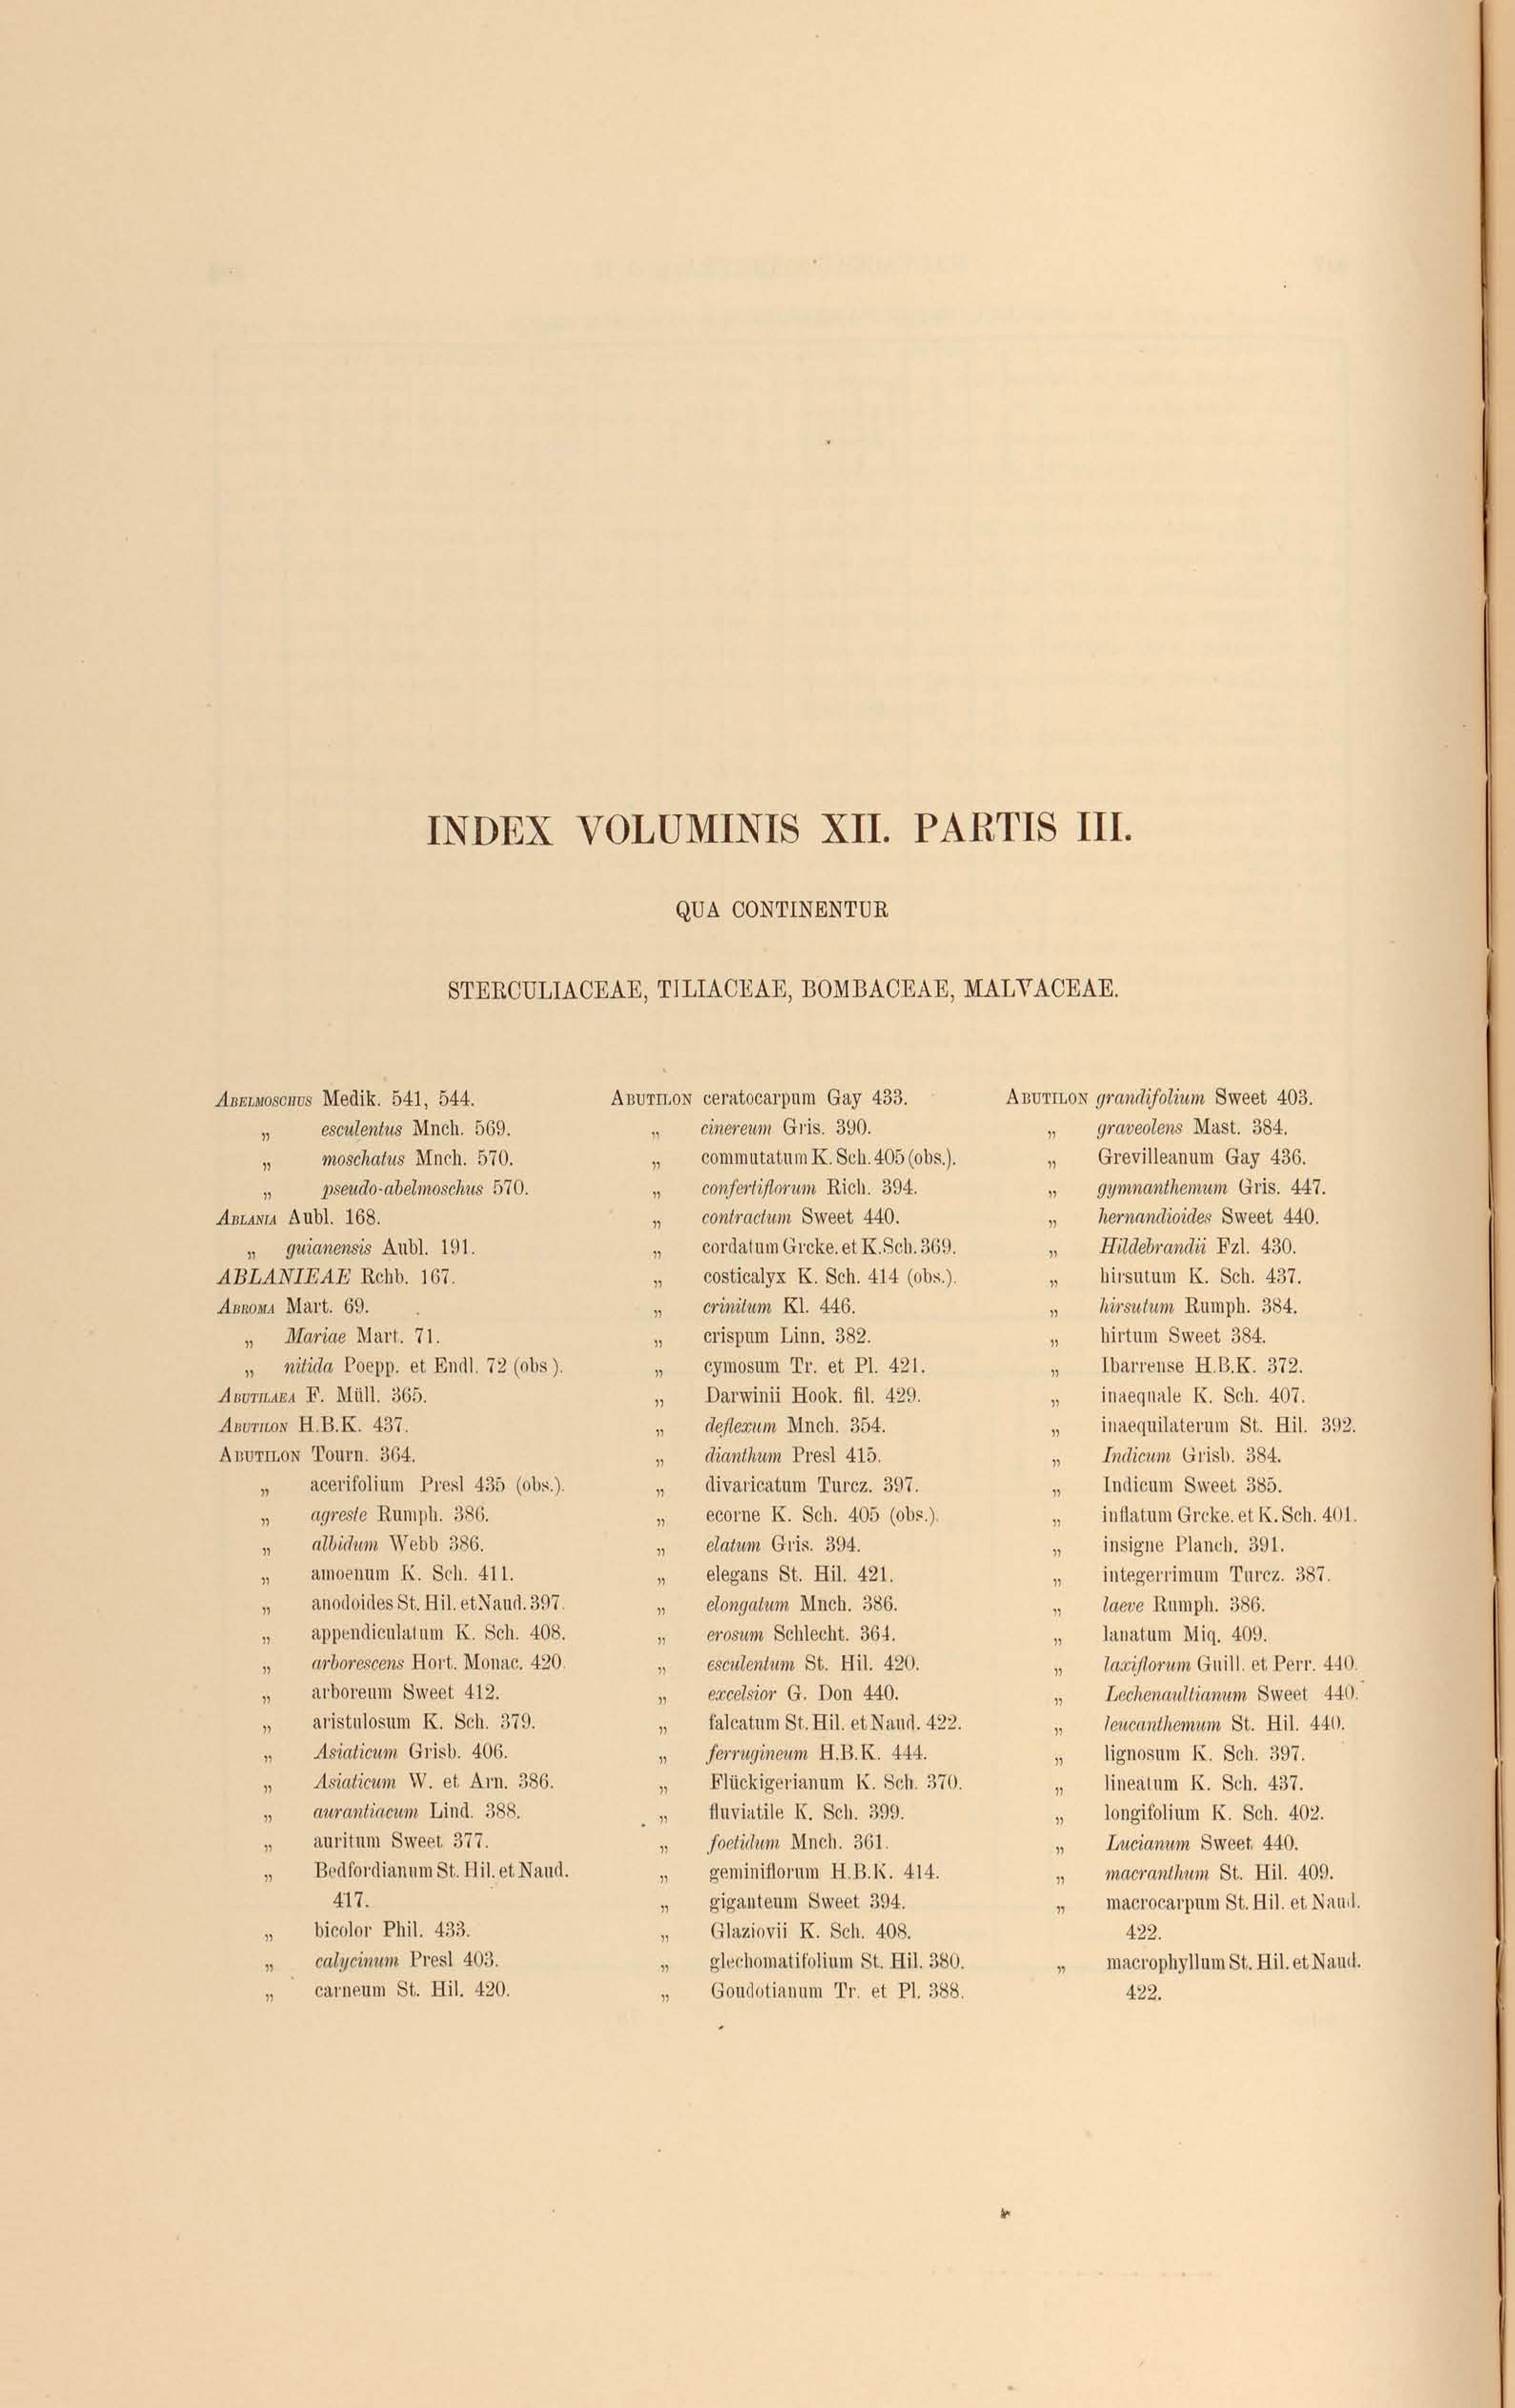 INDEX VOLUMINIS XII. PARTIS III.
QUA CONTINENTUR
STERCULIACEAE, TILIACEAE, BOMBACEAE, MALVACEAE.
ABELMOSCHUS Medik. 541, 544.
„ esculentus Mnch. 569.
„ moschatus Mnch. 570.
„ pseudo-abelmoschus 570.
ABLANIA Aubl. 168.
„ guianensis Aubl. 191.
ABLANIEAE Rchb. 167.
ABROMA Mart. 69.
„ Mariae Mart. 71.
„ nitida Poepp. et Endl. 72 (obs).
ABUTILAEA F. Müll. 365.
ABUTILON H.B.K. 437.
ABUTILON Tourn. 364.
„ acerifolium Presl 435 (obs.).
„ agreste Rumph. 386.
„ albidum Webb 386.
„ amoenum K. Sch. 411.
„ anodoides St. Hil. et Naud. 397.
„ appendiculatum K. Sch. 408.
„ arborescens Hort. Monac. 420.
„ arboreum Sweet 412.
„ aristulosum K. Sch. 379.
„ Asiaticum Grisb. 406.
„ Asiaticum W. et Arn. 386.
„ aurantiacum Lind. 388.
„ auritum Sweet 377.
„ Bedfordianum St. Hil. et Naud.
417.
„ bicolor Phil. 433.
„ calycinum Presl 403.
„ carneum St. Hil. 420.
ABUTILON ceratocarpum Gay 433.
„ cinereum Gris. 390.
„ commutatum K. Sch. 405 (obs.).
„ confertiflorum Rich. 394.
„ contractum Sweet 440.
„ cordatum Grcke. et K. Sch. 369.
„ costicalyx K. Sch. 414 (obs.).
„ crinitum Kl. 446.
„ crispum Linn. 382.
„ cymosum Tr. et Pl. 421.
„ Darwinii Hook. fil. 429.
„ deflexum Mnch. 354.
„ dianthum Presl 415.
„ divaricatum Turcz. 397.
„ ecorne K. Sch. 405 (obs.).
„ elatum Gris. 394.
„ elegans St. Hil. 421.
„ elongatum Mnch. 386.
„ erosum Schlecht. 364.
„ esculentum St. Hil. 420.
„ excelsior G. Don 440.
„ falcatum St. Hil. et Naud. 422.
„ ferrugineum H.B.K. 444.
„ Flückigerianum K. Sch. 370.
„ fluviatile K. Sch. 399.
„ foetidum Mnch. 361.
„ geminiflorum H.B.K. 414.
„ giganteum Sweet 394.
„ Glaziovii K. Sch. 408.
„ glechomatifolium St. Hil. 380.
„ Goudotianum Tr. et Pl. 388.
ABUTILON grandifolium Sweet 403.
„ graveolens Mast. 384.
„ Grevilleanum Gay 436.
„ gymnanthemum Gris. 447.
„ hernandioides Sweet 440.
„ Hildebrandii Fzl. 430.
„ hirsutum K. Sch. 437.
„ hirsutum Rumph. 384.
„ hirtum Sweet 384.
„ Ibarrense H.B.K. 372.
„ inaequale K. Sch. 407.
„ inaequilaterum St. Hil. 392.
„ Indicum Grisb. 384.
„ Indicum Sweet 385.
„ inflatum Grcke. et K. Sch. 401.
„ insigne Planch. 391.
„ integerrimum Turcz. 387.
„ laeve Rumph. 386.
„ lanatum Miq. 409.
„ laxiflorum Guill. et Perr. 440.
„ Lechenaultianum Sweet 440.
„ leucanthemum St. Hil. 440.
„ lignosum K. Sch. 397.
„ lineatum K. Sch. 437.
„ longifolium K. Sch. 402.
„ Lucianum Sweet 440.
„ macranthum St. Hil. 409.
„ macrocarpum St. Hil. et Naud.
422.
„ macrophyllum St. Hil. et Naud.
422.